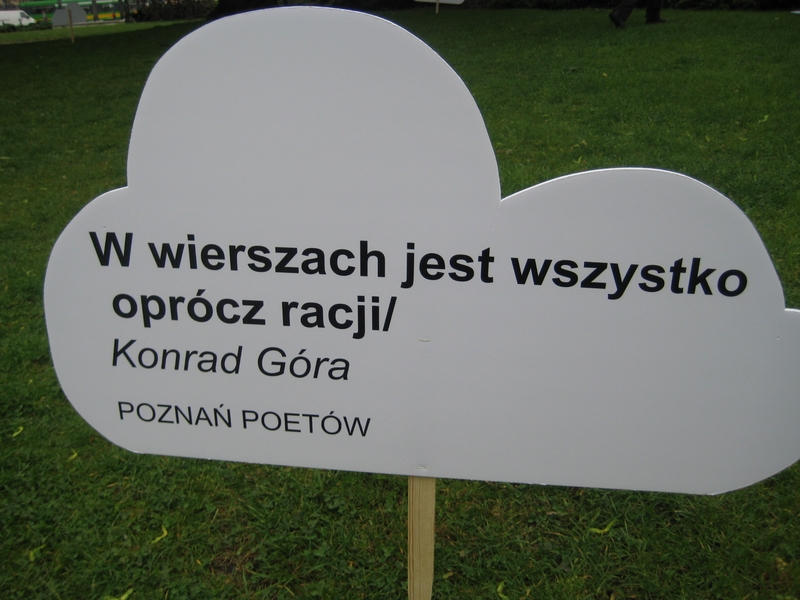 W wierszach jest wszystko
oprócz racji/
Konrad Góra
POZNAŃ POETÓW